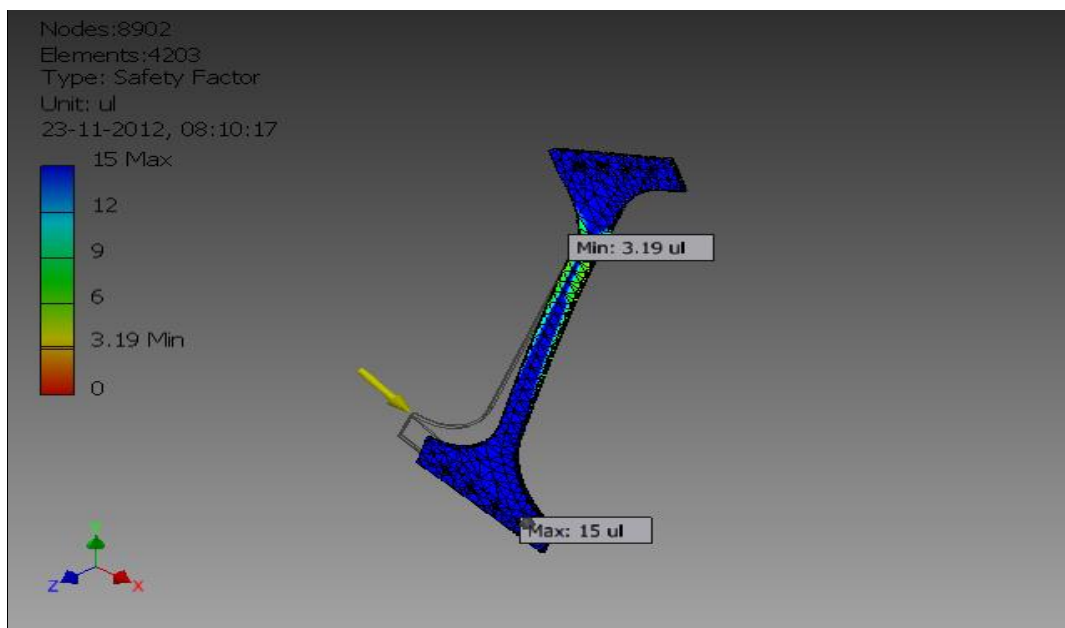 Nodes:8902
Elements:4203
Type: Safety Factor
Unit: ul
23-11-2012, 08:10:17
15 Max
12
9
6
3.19 Min
0
Min: 3.19 ul
Max: 15 ul
Y
Z
X